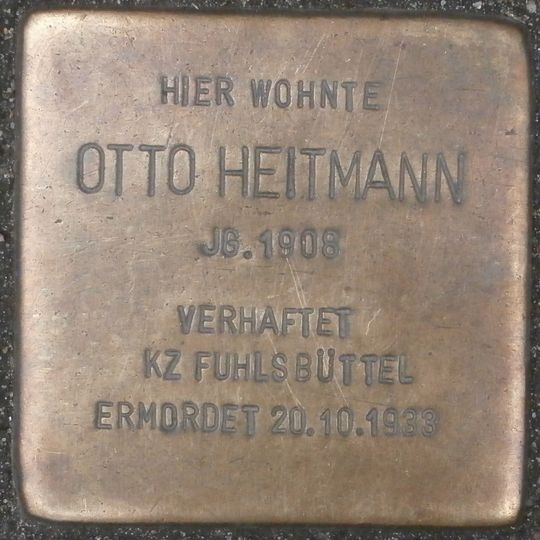 HIER WOHNTE
OTTO HEITMANN
JG. 1908
VERHAFTET
KZ FUHLSBÜTTEL
ERMORDET 20.10.1933